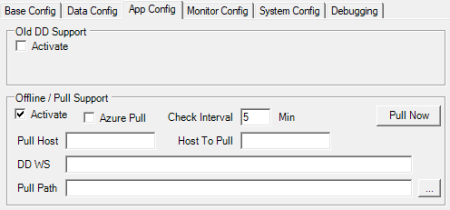 Base Config Data Config App Config Monitor Config System Config Debugging
Old DD Support
Activate
Offline / Pull Support
Activate Azure Pull Check Interval 5 Min Pull Now
Pull Host Host To Pull
DD WS
Pull Path ...